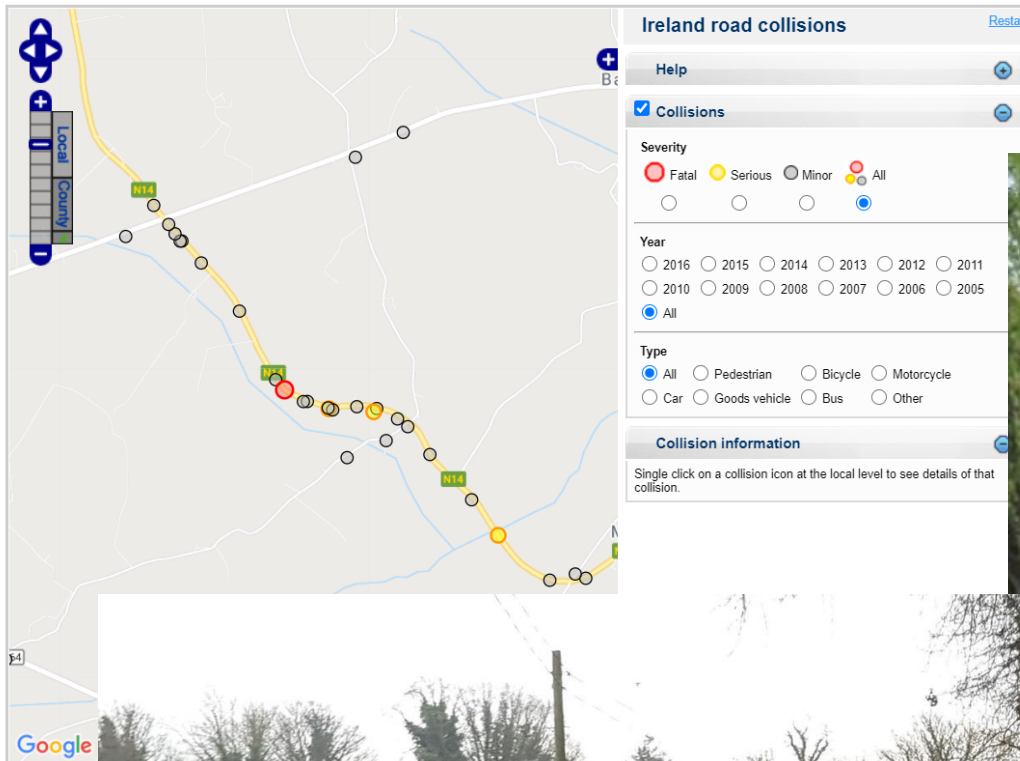 Ireland road collisions
Resta
Help
Collisions
Severity
Fatal Serious Minor All
Year
2016 2015 2014 2013 2012 2011
2010 2009 2008 2007 2006 2005
All
Type
All Pedestrian Bicycle Motorcycle
Car Goods vehicle Bus Other
Collision information
Single click on a collision icon at the local level to see details of that
collision.
Local
County
Ba
N14
N14
N14
M
64
Google